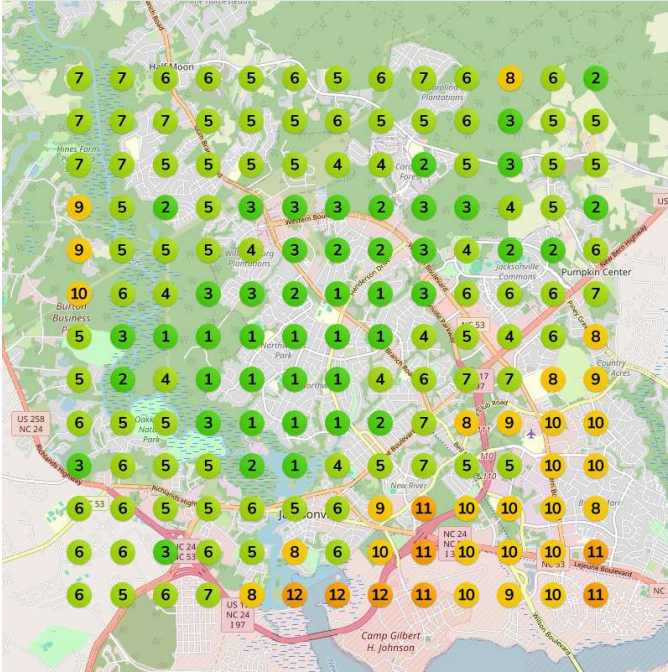 Half Moon
7 7 6 6 5 6 5 6 7 6 8 6 2
Plantations
7 7 7 5 5 5 6 5 5 6 3 5 5
Hines Farm
7 7 5 5 5 5 4 4 2 5 3 5 5
9 5 2 5 3 3 3 2 3 3 4 5 2
US
New Bern Highway
9 5 5 5 4 3 2 2 3 4 2 2 6
Plantations
Henderson Drive
Jacksonville
Commons
Pumpkin Center
10 6 4 3 3 2 1 1 3 6 6 6 7
Burton
Business
NC 53
5 3 1 1 1 1 1 1 4 5 4 6 8
Park
Country
Acres
5 2 4 1 1 1 1 4 6 7 7 8 9
US 258
NC 24
6 5 5 3 1 1 1 2 7 8 9 10 10
Park
Richlands Highway
3 6 5 5 2 1 4 5 7 5 5 10 10
New River
6 6 5 5 6 5 6 9 11 10 10 10 8
NC 24
6 6 3 6 5 8 6 10 11 10 10 10 11
NC 53
Lejeune Boulevard
6 5 6 7 8 12 12 12 11 10 9 10 11
NC
NC 24
I 97
Wilson Boulevard
Camp Gilbert
H. Johnson